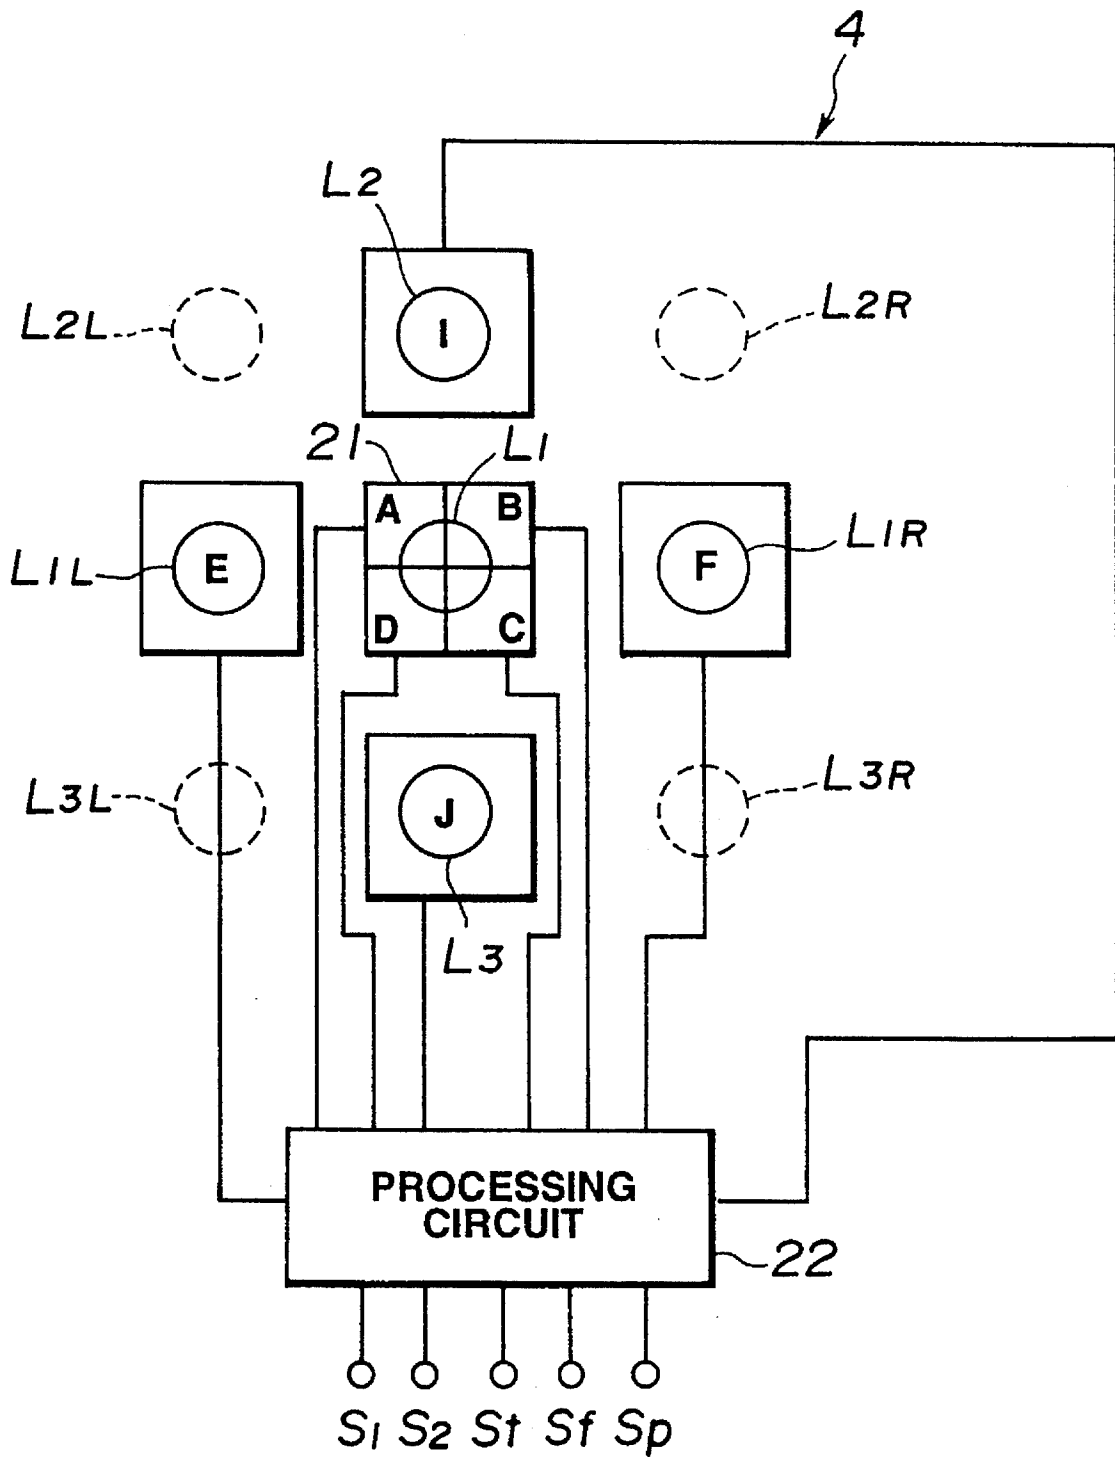 4
L2
I
L2L
L2R
21
L1
A
B
D
C
E
F
L1L
L1R
J
L3L
L3R
L3
PROCESSING
CIRCUIT
22
S1 S2 St Sf Sp